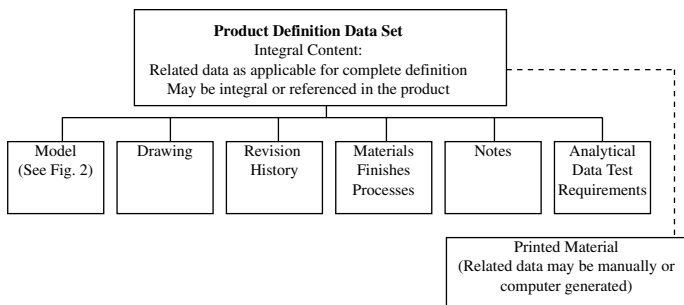 Product Definition Data Set
Integral Content:
Related data as applicable for complete definition
May be integral or referenced in the product
Model
(See Fig. 2)
Drawing
Revision
History
Materials
Finishes
Processes
Notes
Analytical
Data Test
Requirements
Printed Material
(Related data may be manually or
computer generated)